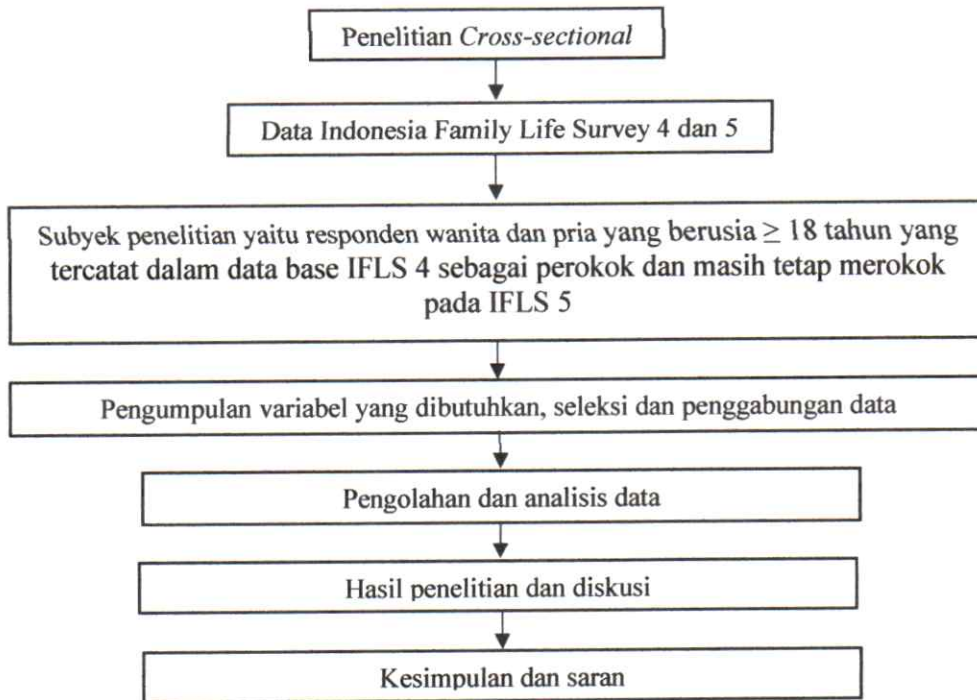 Penelitian Cross-sectional
Data Indonesia Family Life Survey 4 dan 5
Subyek penelitian yaitu responden wanita dan pria yang berusia ≥ 18 tahun yang
tercatat dalam data base IFLS 4 sebagai perokok dan masih tetap merokok
pada IFLS 5
Pengumpulan variabel yang dibutuhkan, seleksi dan penggabungan data
Pengolahan dan analisis data
Hasil penelitian dan diskusi
Kesimpulan dan saran